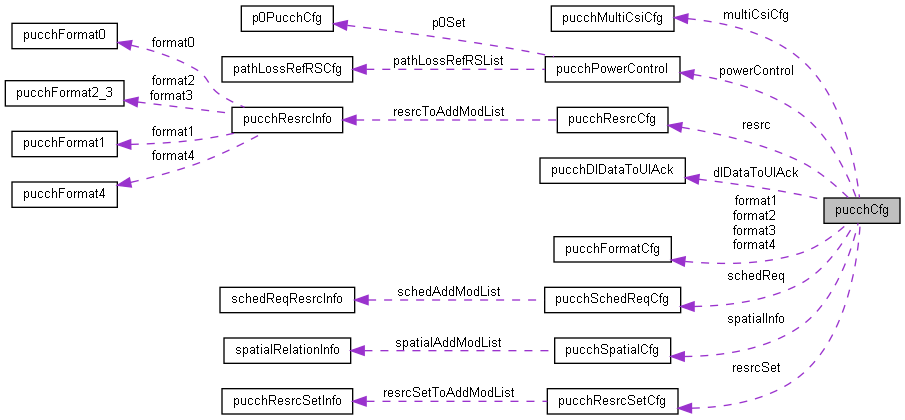 p0PucchCfg
pucchMultiCsiCfg
multiCsiCfg
pucchFormat0
format0
p0Set
pathLossRefRSCfg
pathLossRefRSList
pucchPowerControl
powerControl
pucchFormat2_3
format2
format3
pucchResrcInfo
resrcToAddModList
pucchResrcCfg
resrc
pucchFormat1
format1
format4
pucchFormat4
pucchDlDataToUlAck
dlDataToUlAck
pucchCfg
format1
format2
format3
format4
pucchFormatCfg
schedReq
schedReqResrcInfo
schedAddModList
pucchSchedReqCfg
spatialInfo
spatialRelationInfo
spatialAddModList
pucchSpatialCfg
resrcSet
pucchResrcSetInfo
resrcSetToAddModList
pucchResrcSetCfg